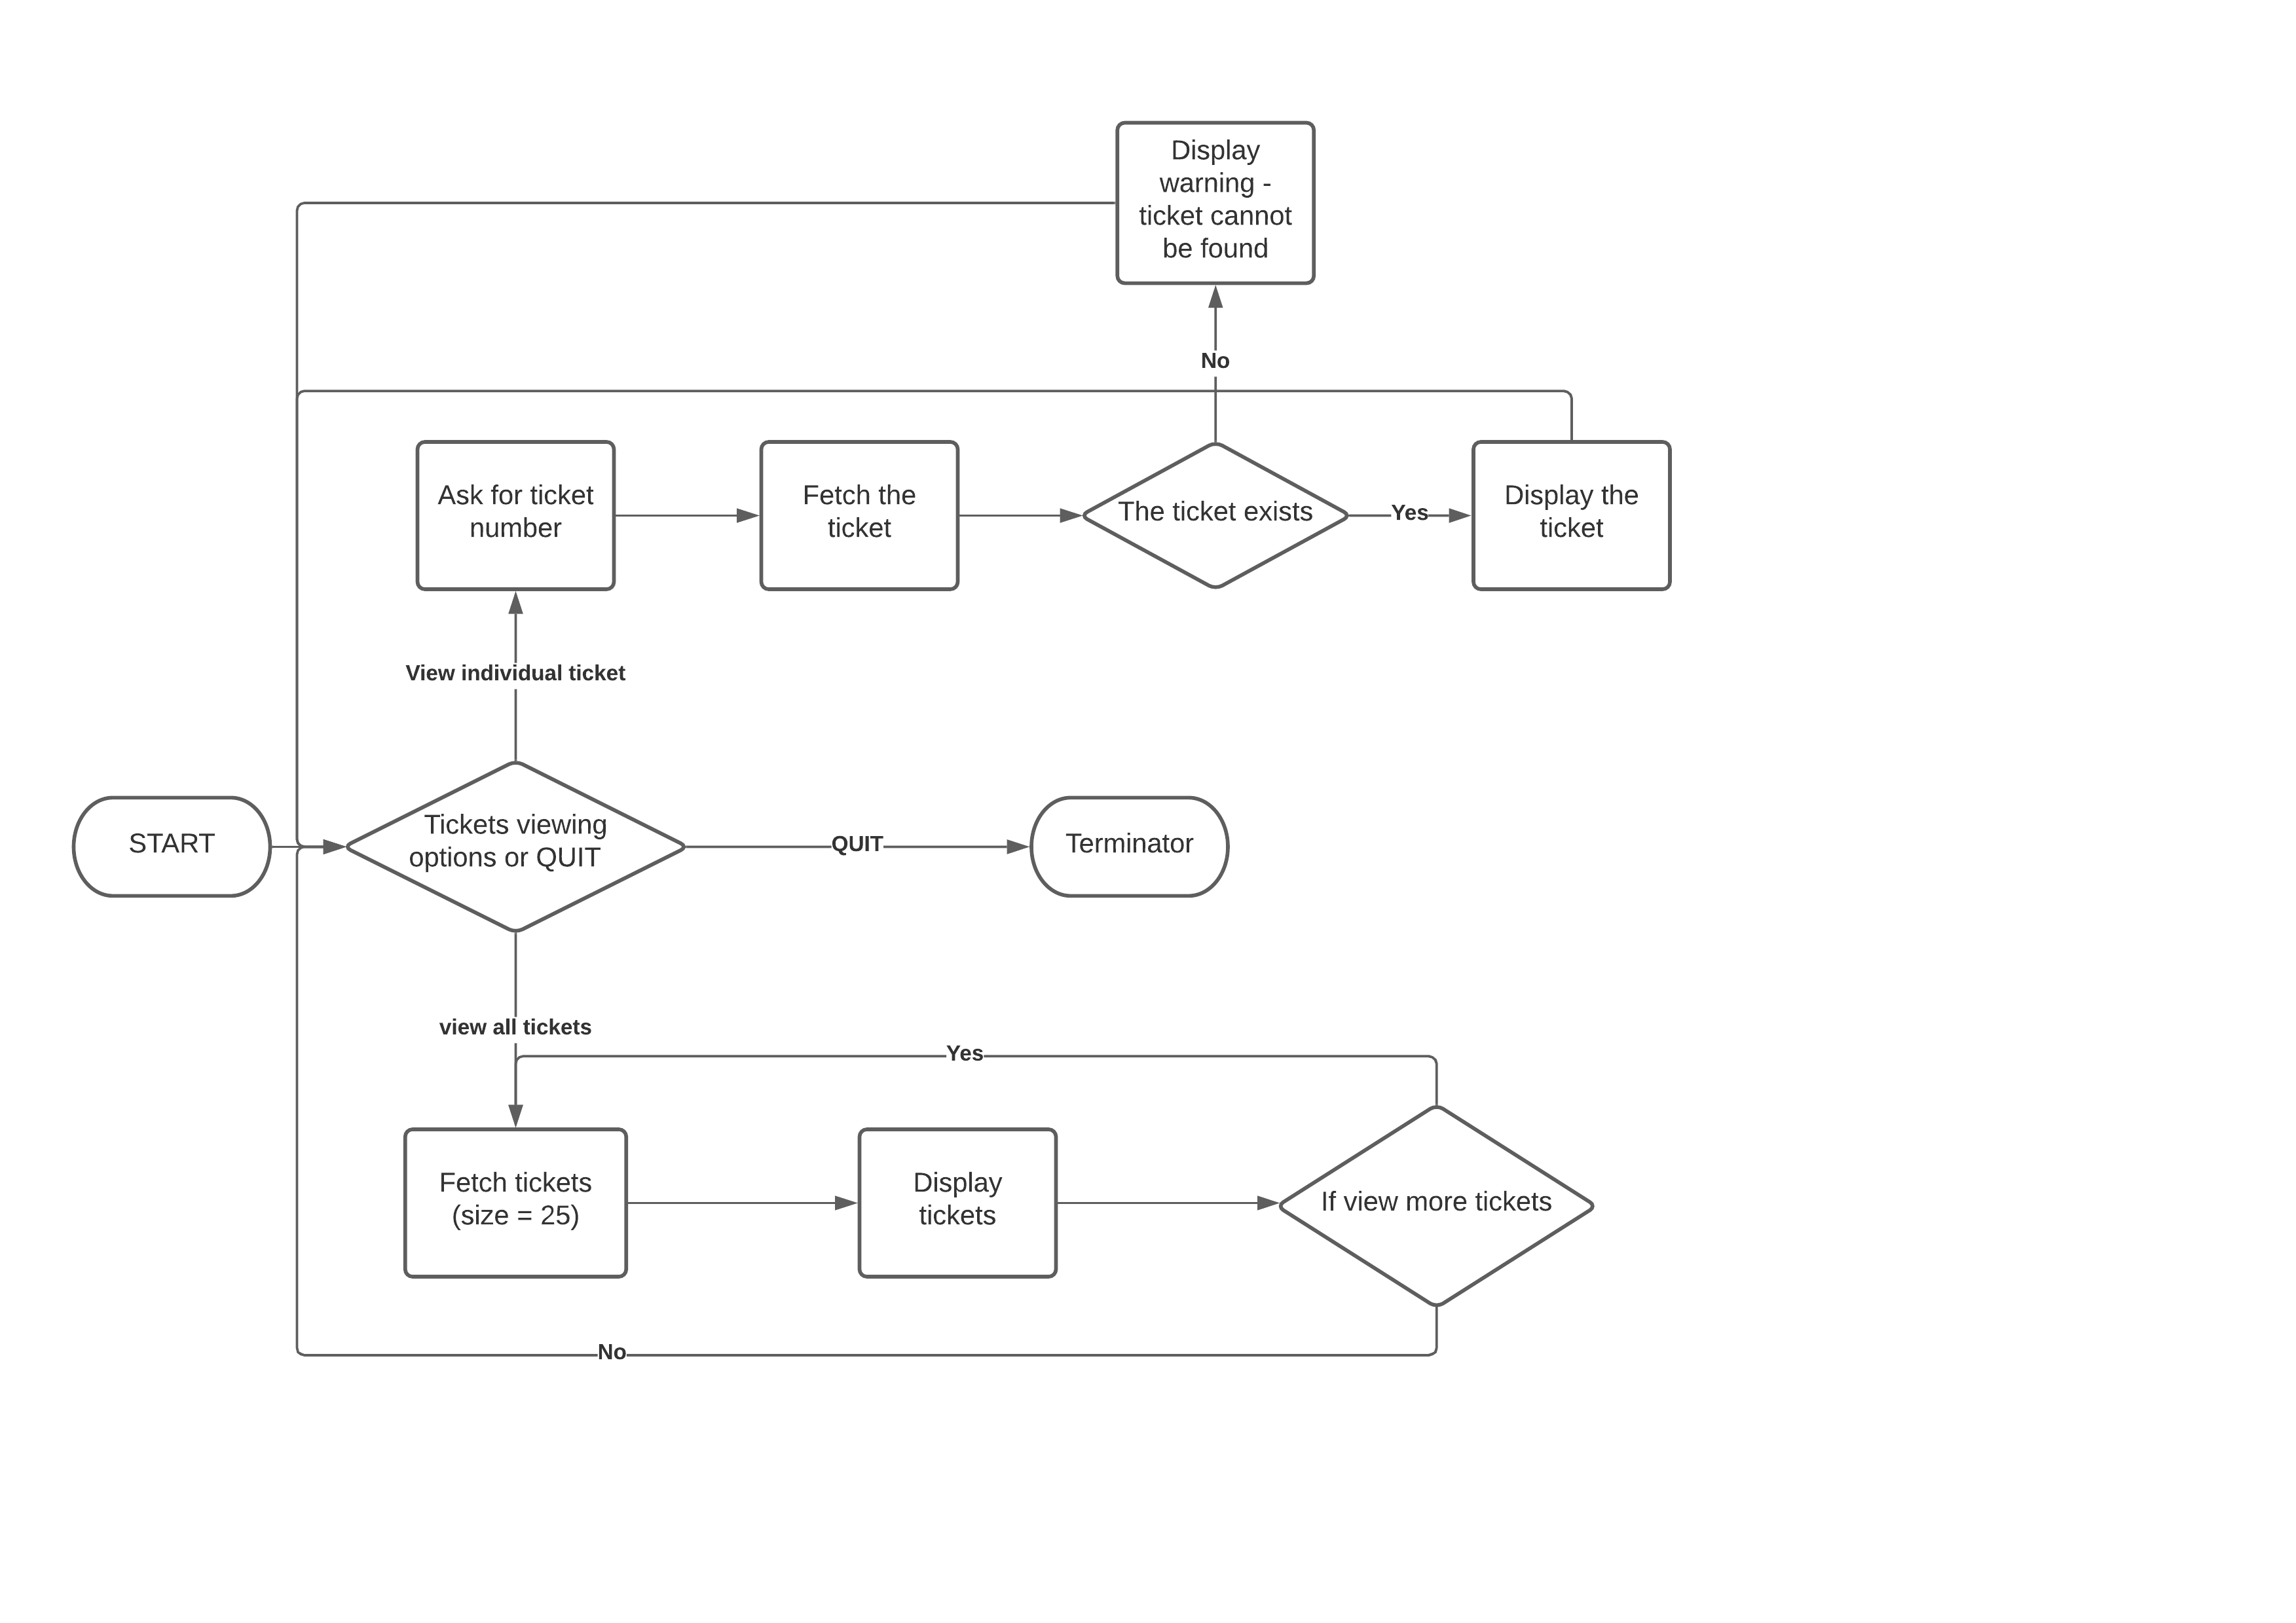 Display
warning -
ticket cannot
be found
No
Ask for ticket
number
Fetch the
ticket
The ticket exists
Yes
Display the
ticket
View individual ticket
START
Tickets viewing
options or QUIT
QUIT
Terminator
view all tickets
Yes
Fetch tickets
(size = 25)
Display
tickets
If view more tickets
No